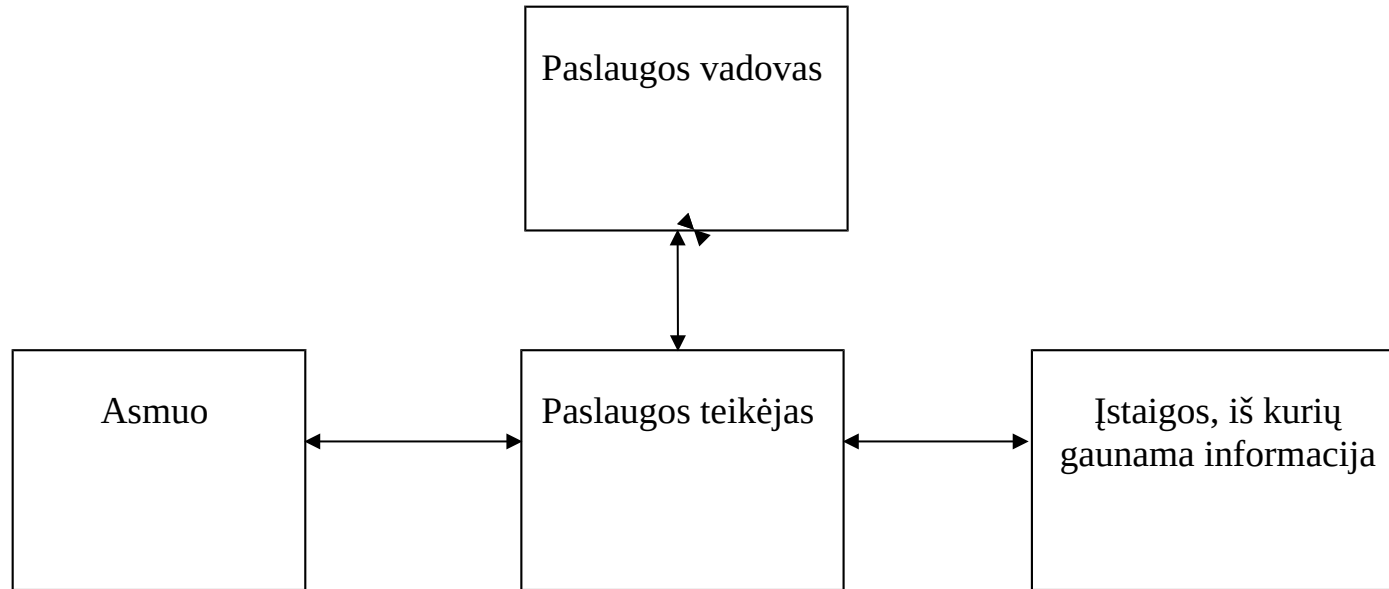 Paslaugos vadovas
Asmuo
Paslaugos teikėjas
Įstaigos, iš kurių
gaunama informacija